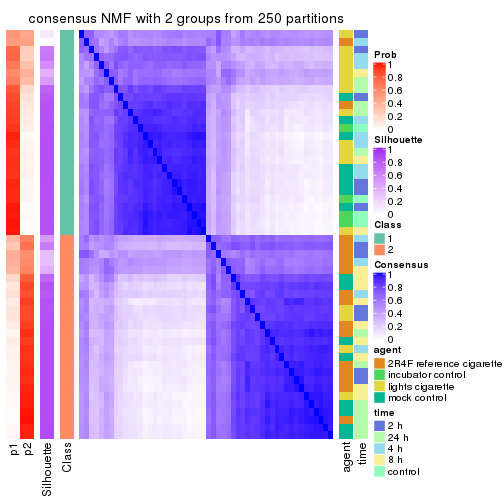 consensus NMF with 2 groups from 250 partitions
Prob
1
0.8
0.6
0.4
0.2
0
Silhouette
1
0.8
0.6
0.4
0.2
0
Class
1
2
Consensus
1
0.8
0.6
0.4
0.2
0
agent
2R4F reference cigarette
incubator control
lights cigarette
mock control
time
2 h
24 h
4 h
8 h
control
p1
p2
Silhouette
Class
agent
time